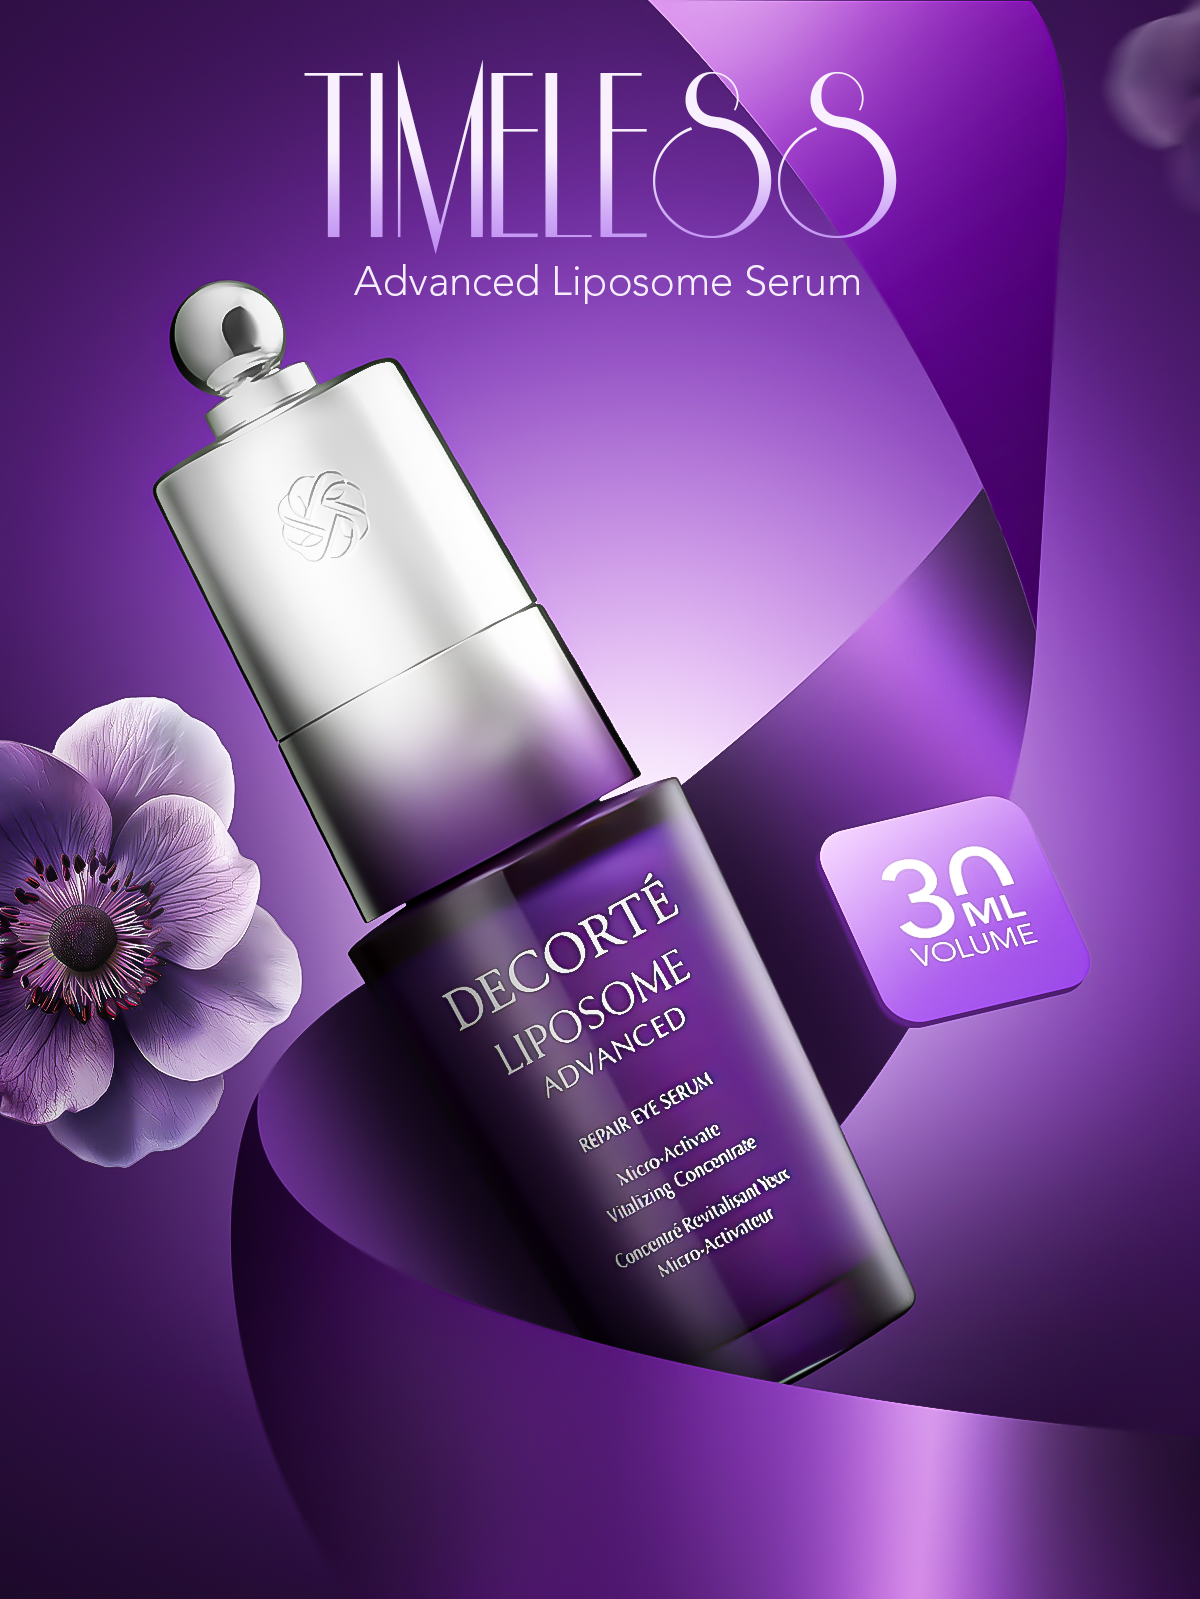 TIMELESS
Advanced Liposome Serum
DECORTÉ
LIPOSOME
ADVANCED
REPAIR EYE SERUM
Micro-Activate
Vitalizing Concentrate
Concentré Revitalisant Yeux
Micro-Activateur
30
ML
VOLUME